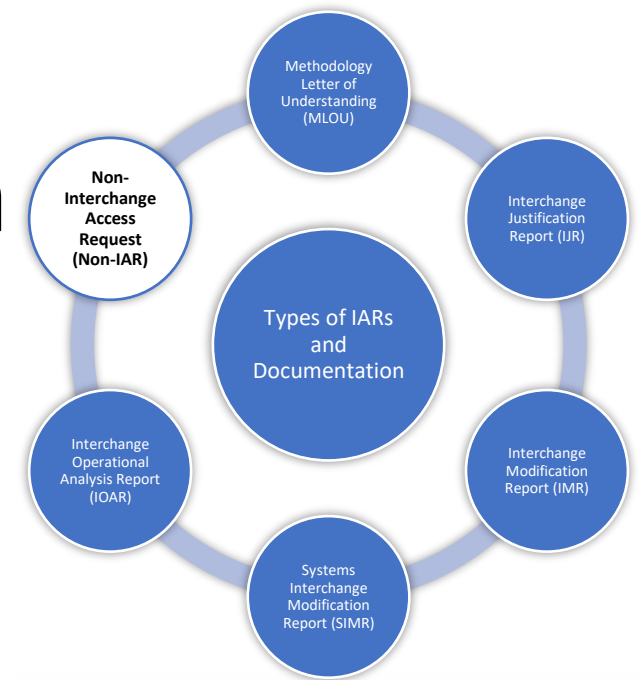 Methodology
Letter of
Understanding
(MLOU)
Non-
Interchange
Access
Request
(Non-IAR)
n
Interchange
Justification
Report (IJR)
Types of IARs
and
Documentation
Interchange
Operational
Analysis Report
(IOAR)
Interchange
Modification
Report (IMR)
Systems
Interchange
Modification
Report (SIMR)